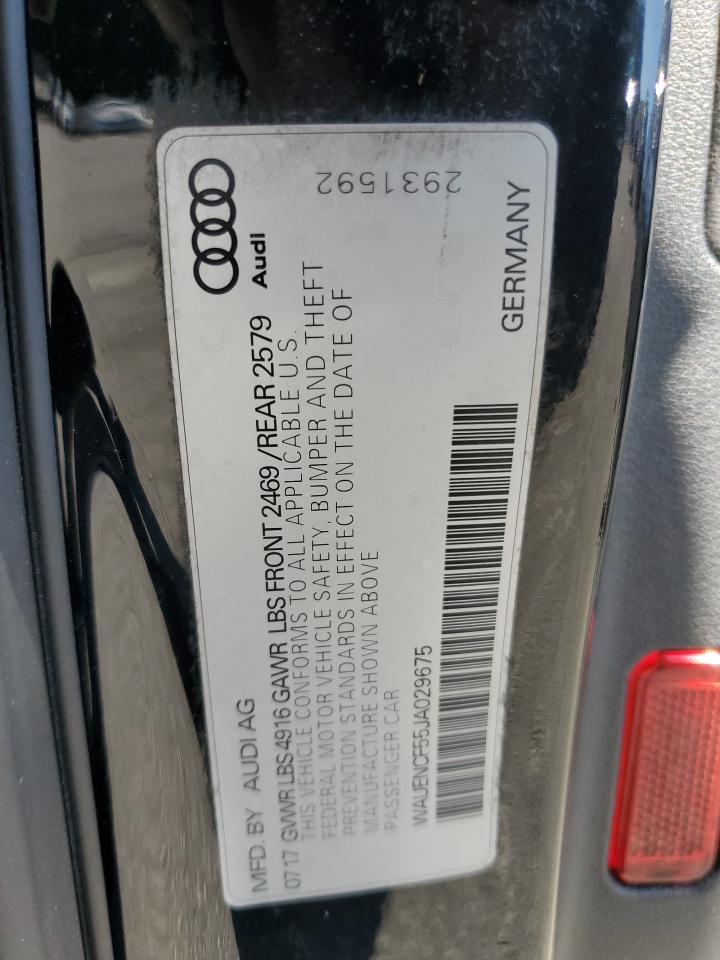 MFD. BY AUDI AG
Audi
0717 GVWR LBS 4916 GAWR LBS FRONT 2469 /REAR 2579
THIS VEHICLE CONFORMS TO ALL APPLICABLE U.S.
FEDERAL MOTOR VEHICLE SAFETY, BUMPER AND THEFT
PREVENTION STANDARDS IN EFFECT ON THE DATE OF
MANUFACTURE SHOWN ABOVE
PASSENGER CAR
2931592
WAUENCF55JA029675
GERMANY